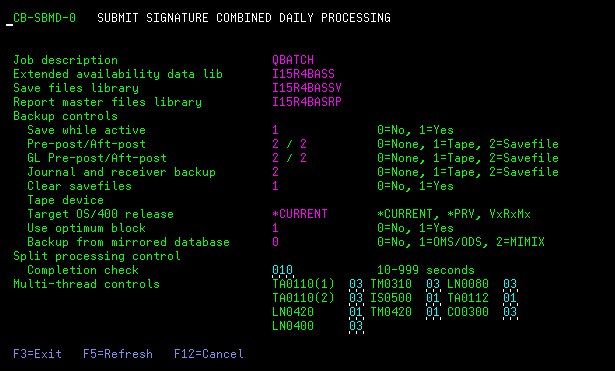 CB-SBMD-0 SUBMIT SIGNATURE COMBINED DAILY PROCESSING
Job description QBATCH
Extended availability data lib I15R4BASS
Save files library I15R4BASSY
Report master files library I15R4BASRP
Backup controls
Save while active 1 0=No, 1=Yes
Pre-post/Aft-post 2 / 2 0=None, 1=Tape, 2=Savefile
GL Pre-post/Aft-post 2 / 2 0=None, 1=Tape, 2=Savefile
Journal and receiver backup 2 0=None, 1=Tape, 2=Savefile
Clear savefiles 1 0=No, 1=Yes
Tape device
Target OS/400 release *CURRENT *CURRENT, *PRV, VxRxMx
Use optimum block 1 0=No, 1=Yes
Backup from mirrored database 0 0=No, 1=OMS/ODS, 2=MIMIX
Split processing control
Completion check 010 10-999 seconds
Multi-thread controls TA0110(1) 03 TM0310 03 LN0080 03
TA0110(2) 03 IS0500 01 TA0112 01
LN0420 01 TM0420 01 CO0300 03
LN0400 03
F3=Exit F5=Refresh F12=Cancel